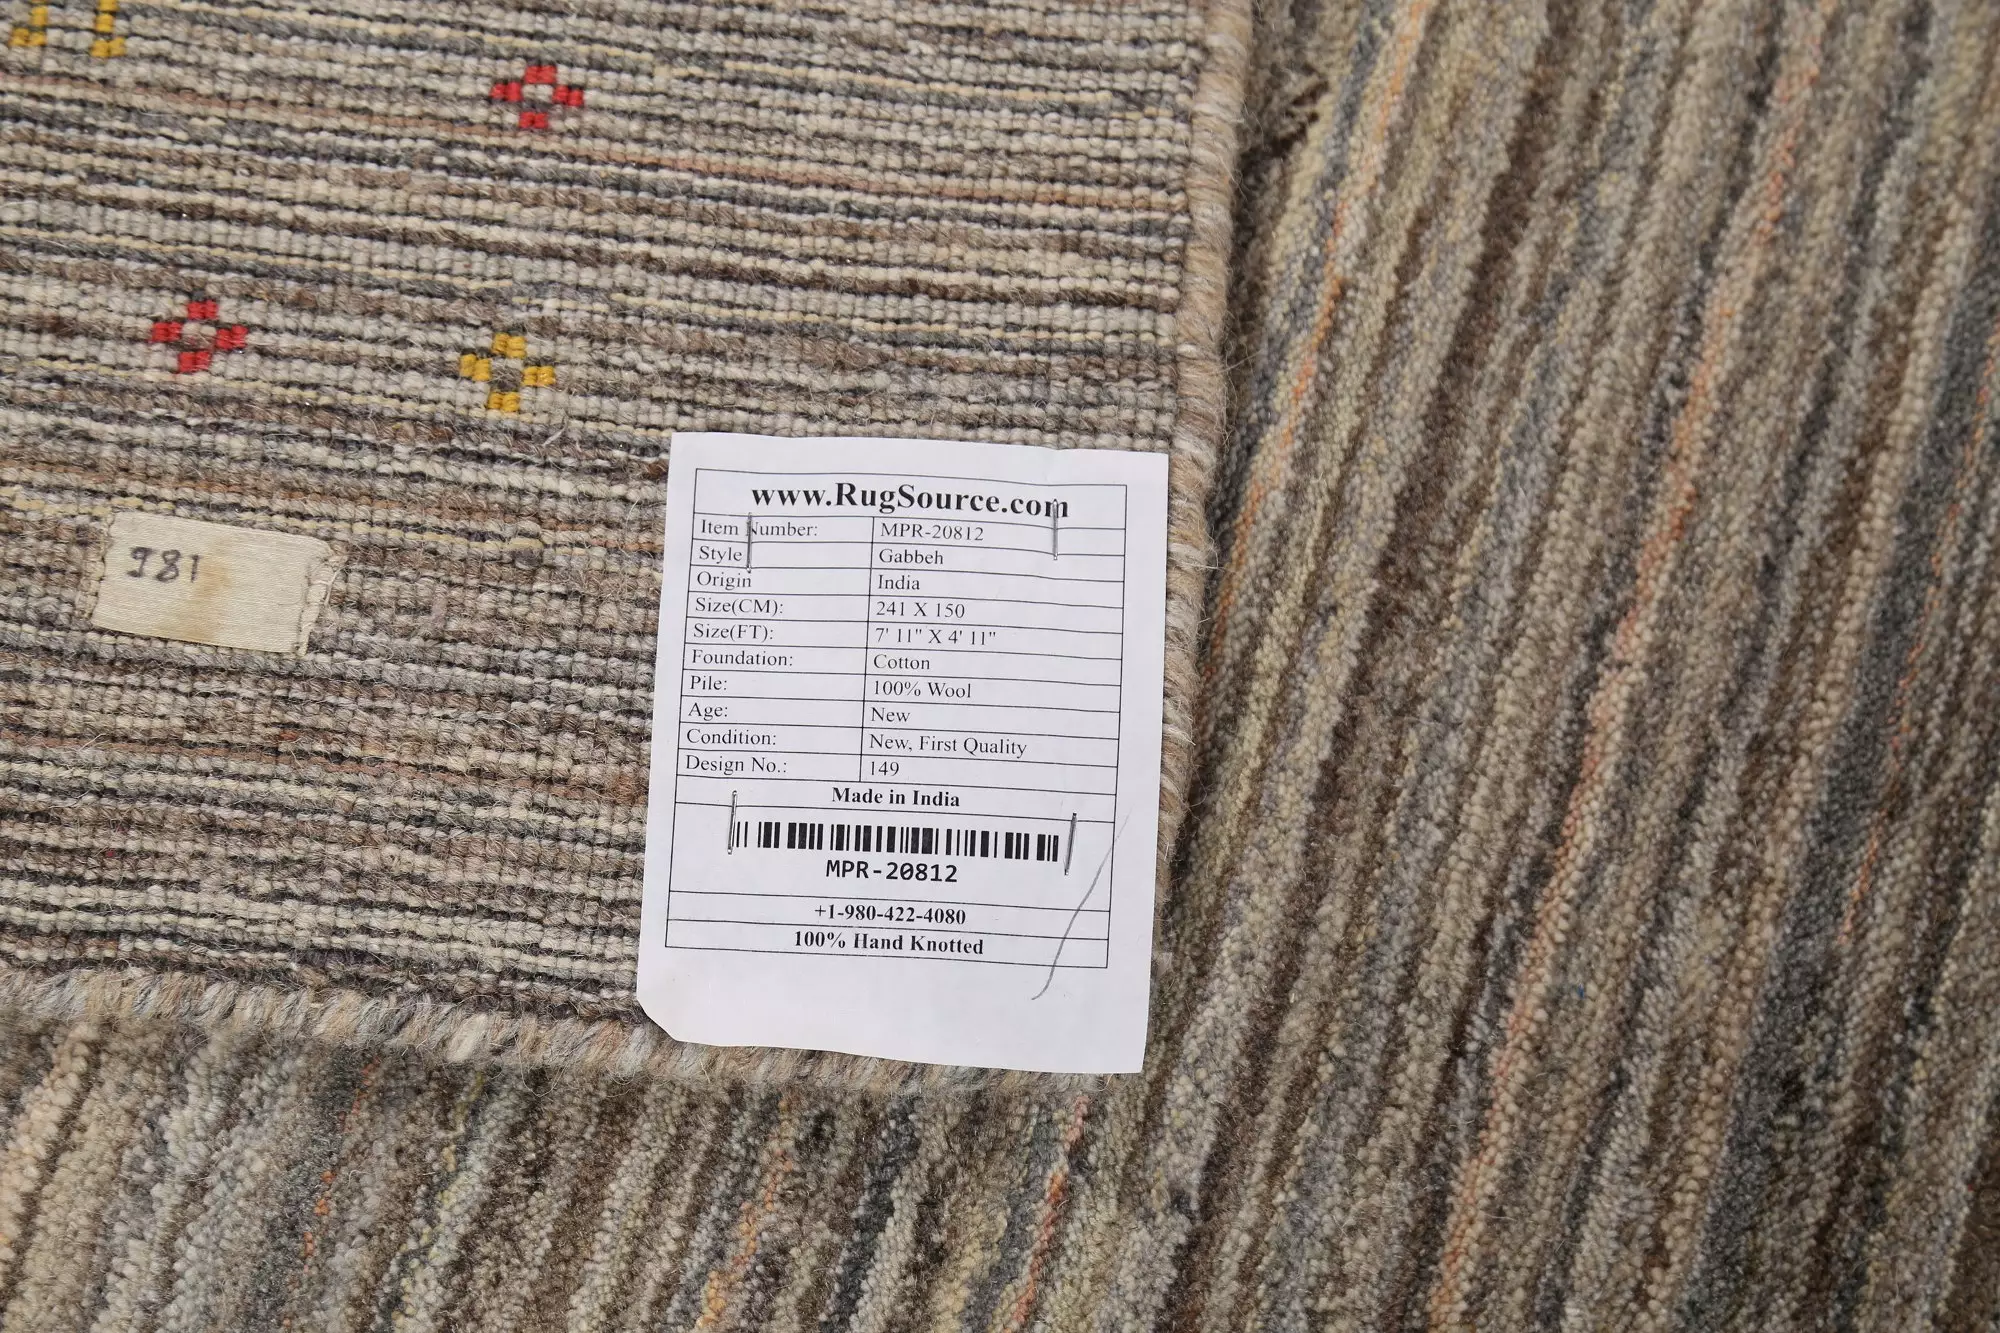 www.RugSource.com
Item Number: MPR-20812
Style Gabbeh
Origin India
Size(CM): 241 X 150
Size(FT): 7' 11" X 4' 11"
Foundation: Cotton
Pile: 100% Wool
Age: New
Condition: New, First Quality
Design No.: 149
Made in India
MPR-20812
+1-980-422-4080
100% Hand Knotted
981